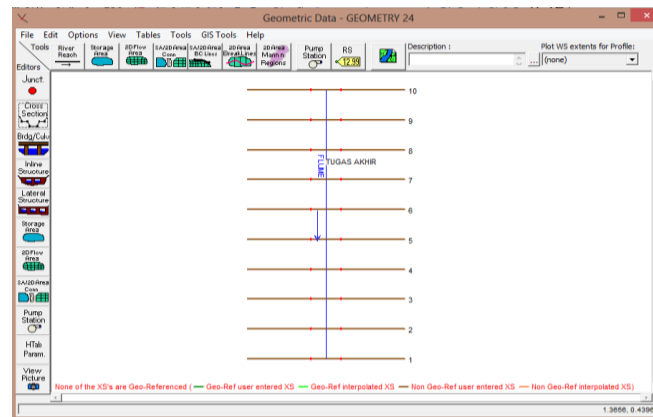 Geometric Data - GEOMETRY 24
File Edit Options View Tables Tools GIS Tools Help
Tools
Editors
River Reach
Storage Area
2D Flow Area
SA/2D Area Conn
SA/2D Area BC Lines
2D Area Break Lines
2D Area Mann n Regions
Pump Station
RS
12.99
Description :
...
Plot WS extents for Profile:
(none)
Junct.
Cross Section
Brdg/Culv
Inline Structure
Lateral Structure
Storage Area
2D Flow Area
SA/2D Area Conn
Pump Station
HTab Param.
View Picture
10
9
8
FLUME
TUGAS AKHIR
7
6
5
4
3
2
1
None of the XS's are Geo-Referenced ( — Geo-Ref user entered XS — Geo-Ref interpolated XS — Non Geo-Ref user entered XS — Non Geo-Ref interpolated XS)